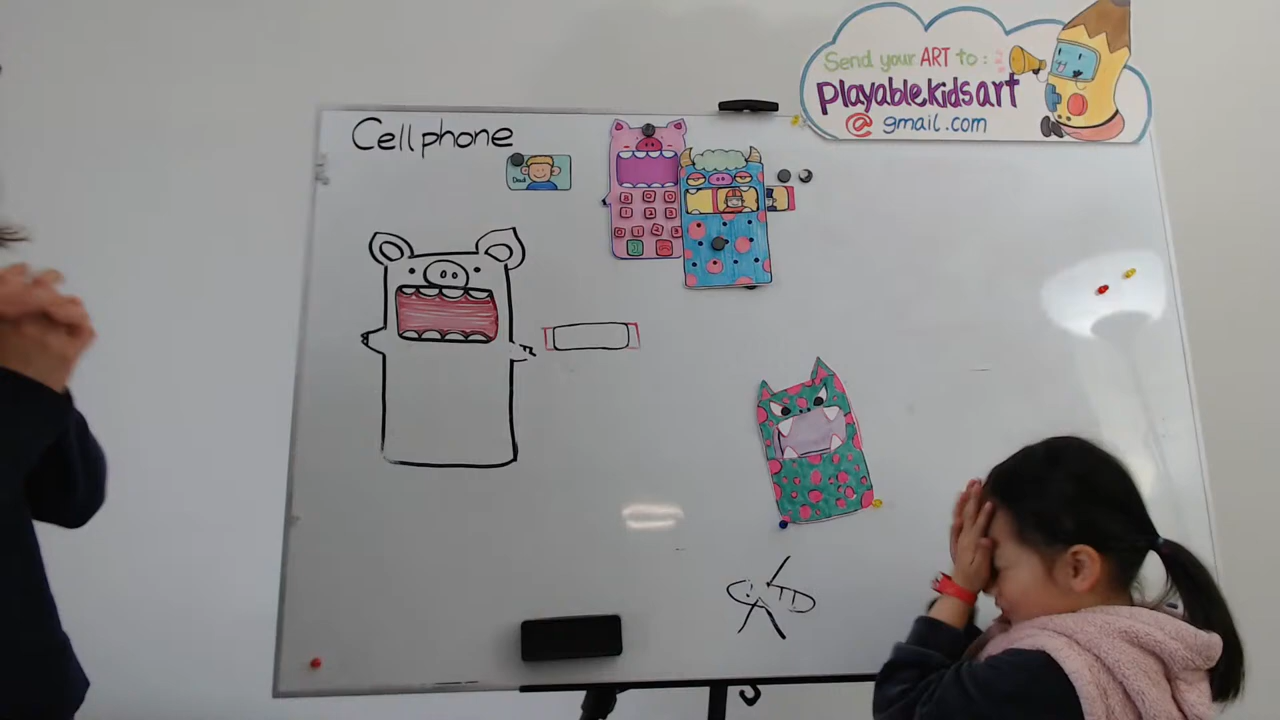 Cellphone
Send your ART to:
playablekidsart
@ gmail.com
Dad